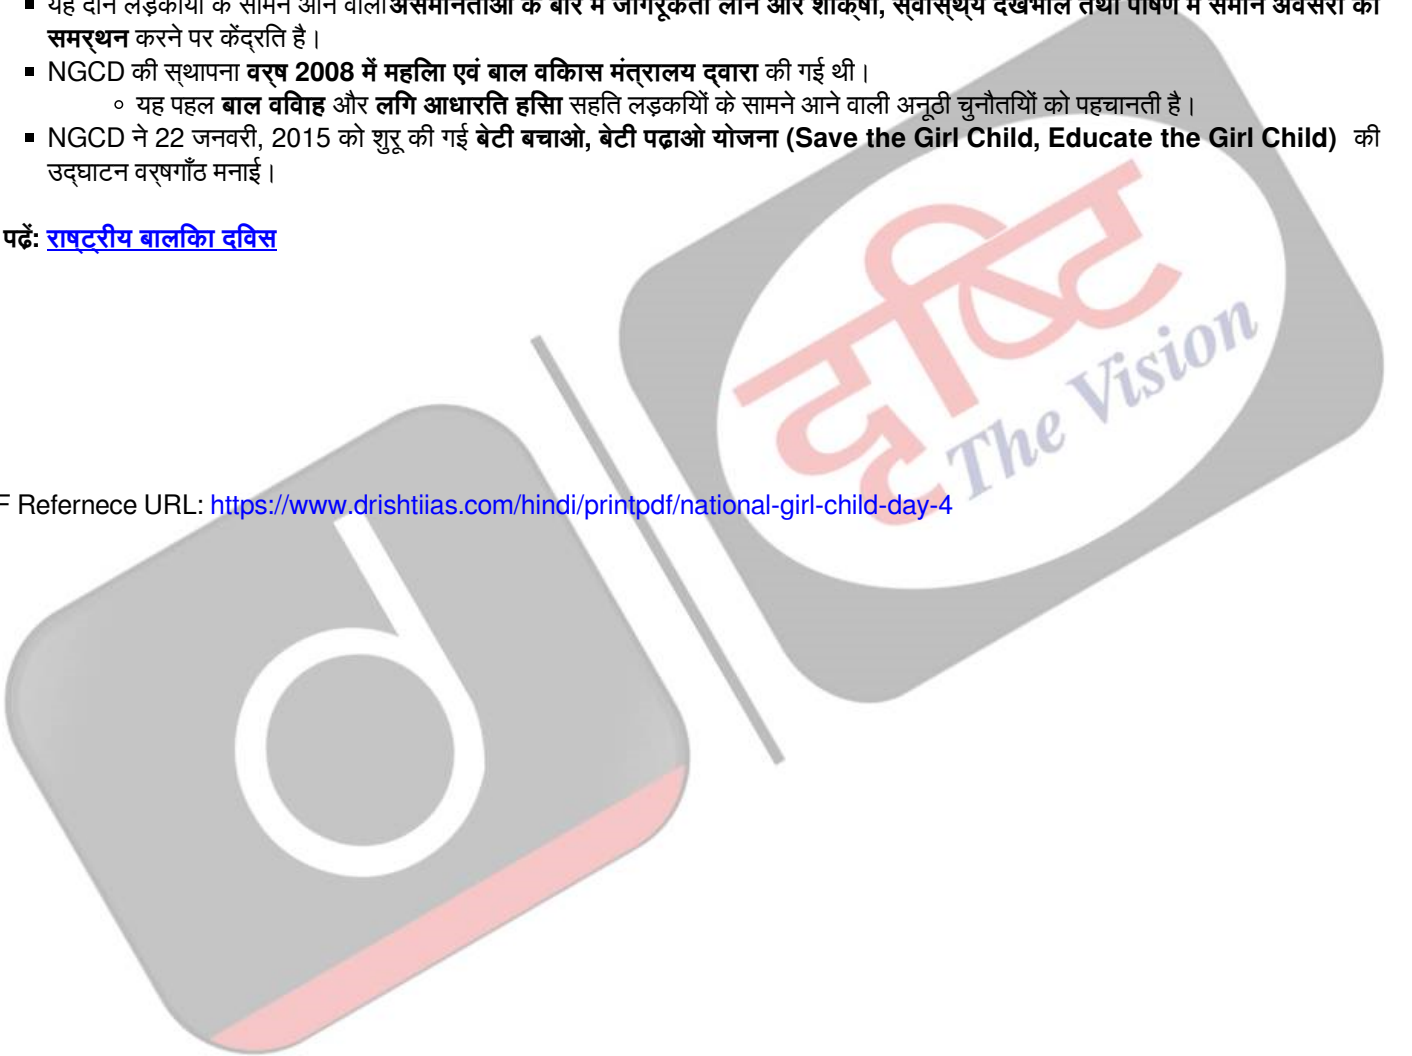 यह दिन लड़कियों के सामने आने वाली असमानताओं के बारे में जागरूकता लाने और शिक्षा, स्वास्थ्य देखभाल तथा पोषण में समान अवसरों का
समर्थन करने पर केंद्रित है।
NGCD की स्थापना वर्ष 2008 में महिला एवं बाल विकास मंत्रालय द्वारा की गई थी।
यह पहल बाल विवाह और लिंग आधारित हिंसा सहित लड़कियों के सामने आने वाली अनूठी चुनौतियों को पहचानती है।
NGCD ने 22 जनवरी, 2015 को शुरू की गई बेटी बचाओ, बेटी पढ़ाओ योजना (Save the Girl Child, Educate the Girl Child) की
उद्घाटन वर्षगाँठ मनाई।
पढ़ें: राष्ट्रीय बालिका दिवस
दृष्टि
The Vision
F Refernece URL: https://www.drishtiias.com/hindi/printpdf/national-girl-child-day-4
d